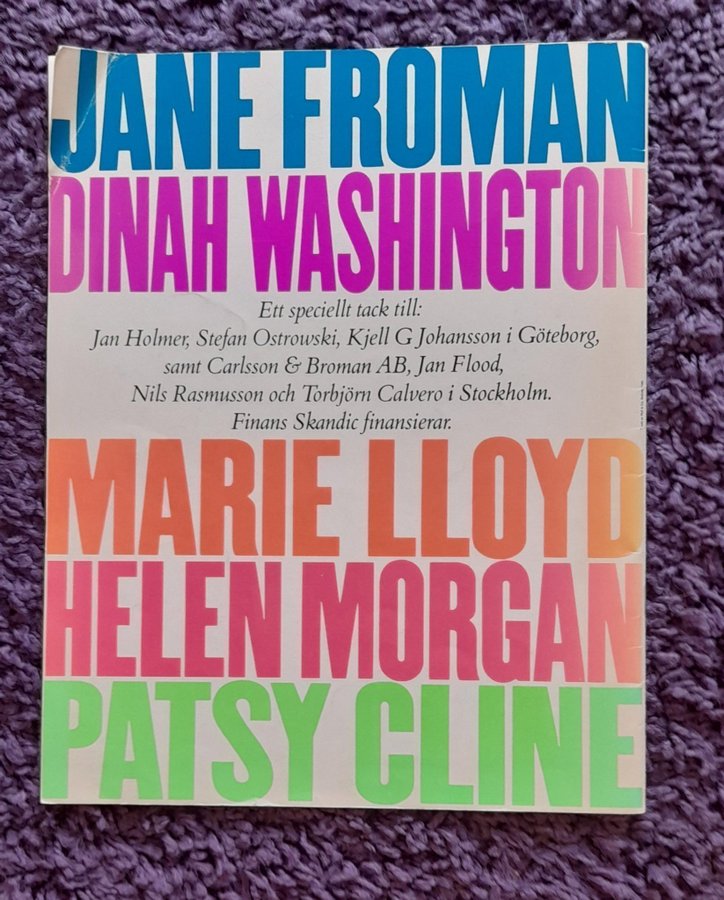 JANE FROMAN
DINAH WASHINGTON
Ett speciellt tack till:
Jan Holmer, Stefan Ostrowski, Kjell G Johansson i Göteborg,
samt Carlsson & Broman AB, Jan Flood,
Nils Rasmusson och Torbjörn Calvero i Stockholm.
Finans Skandic finansierar.
MARIE LLOYD
HELEN MORGAN
PATSY CLINE